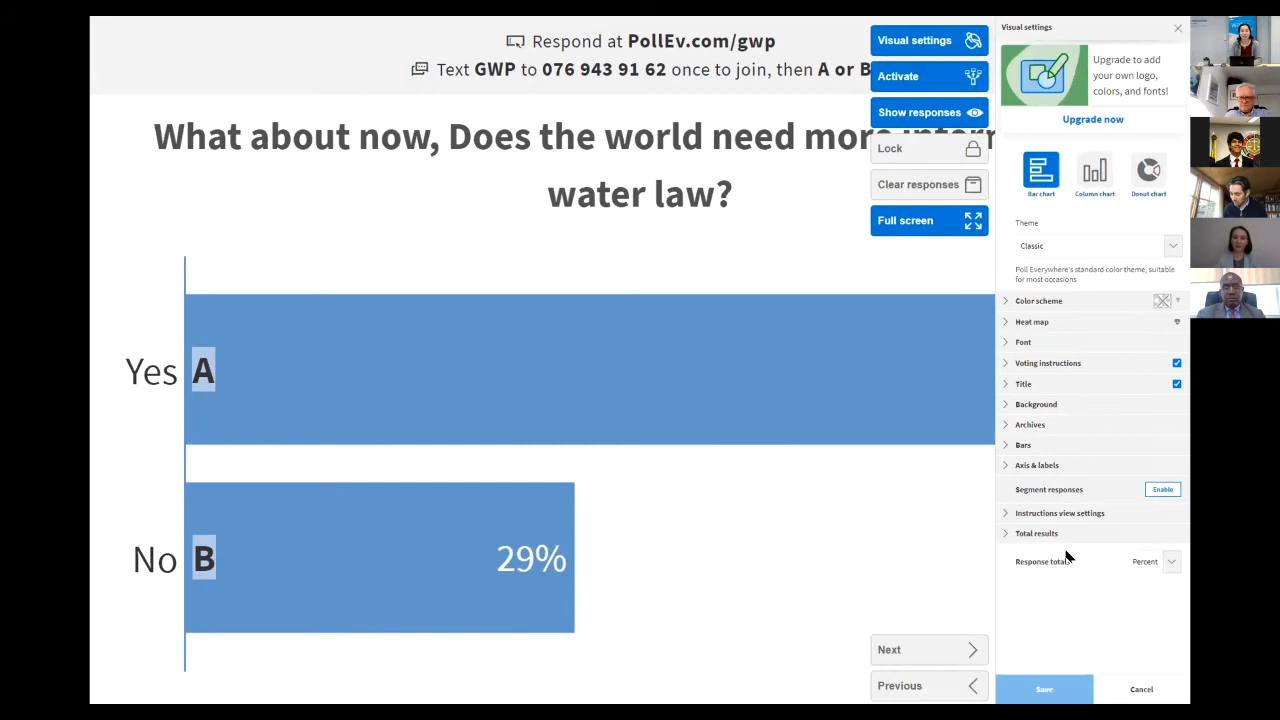 Respond at PollEv.com/gwp
Text GWP to 076 943 91 62 once to join, then A or B
What about now, Does the world need more intern
water law?
Yes A
No B 29%
Visual settings
Activate
Show responses
Lock
Clear responses
Full screen
Next
Previous
Visual settings
Upgrade to add
your own logo,
colors, and fonts!
Upgrade now
Bar chart Column chart Donut chart
Theme
Classic
Poll Everywhere's standard color theme, suitable
for most occasions
Color scheme
Heat map
Font
Voting instructions
Title
Background
Archives
Bars
Axis & labels
Segment responses Enable
Instructions view settings
Total results
Response totals Percent
Save Cancel